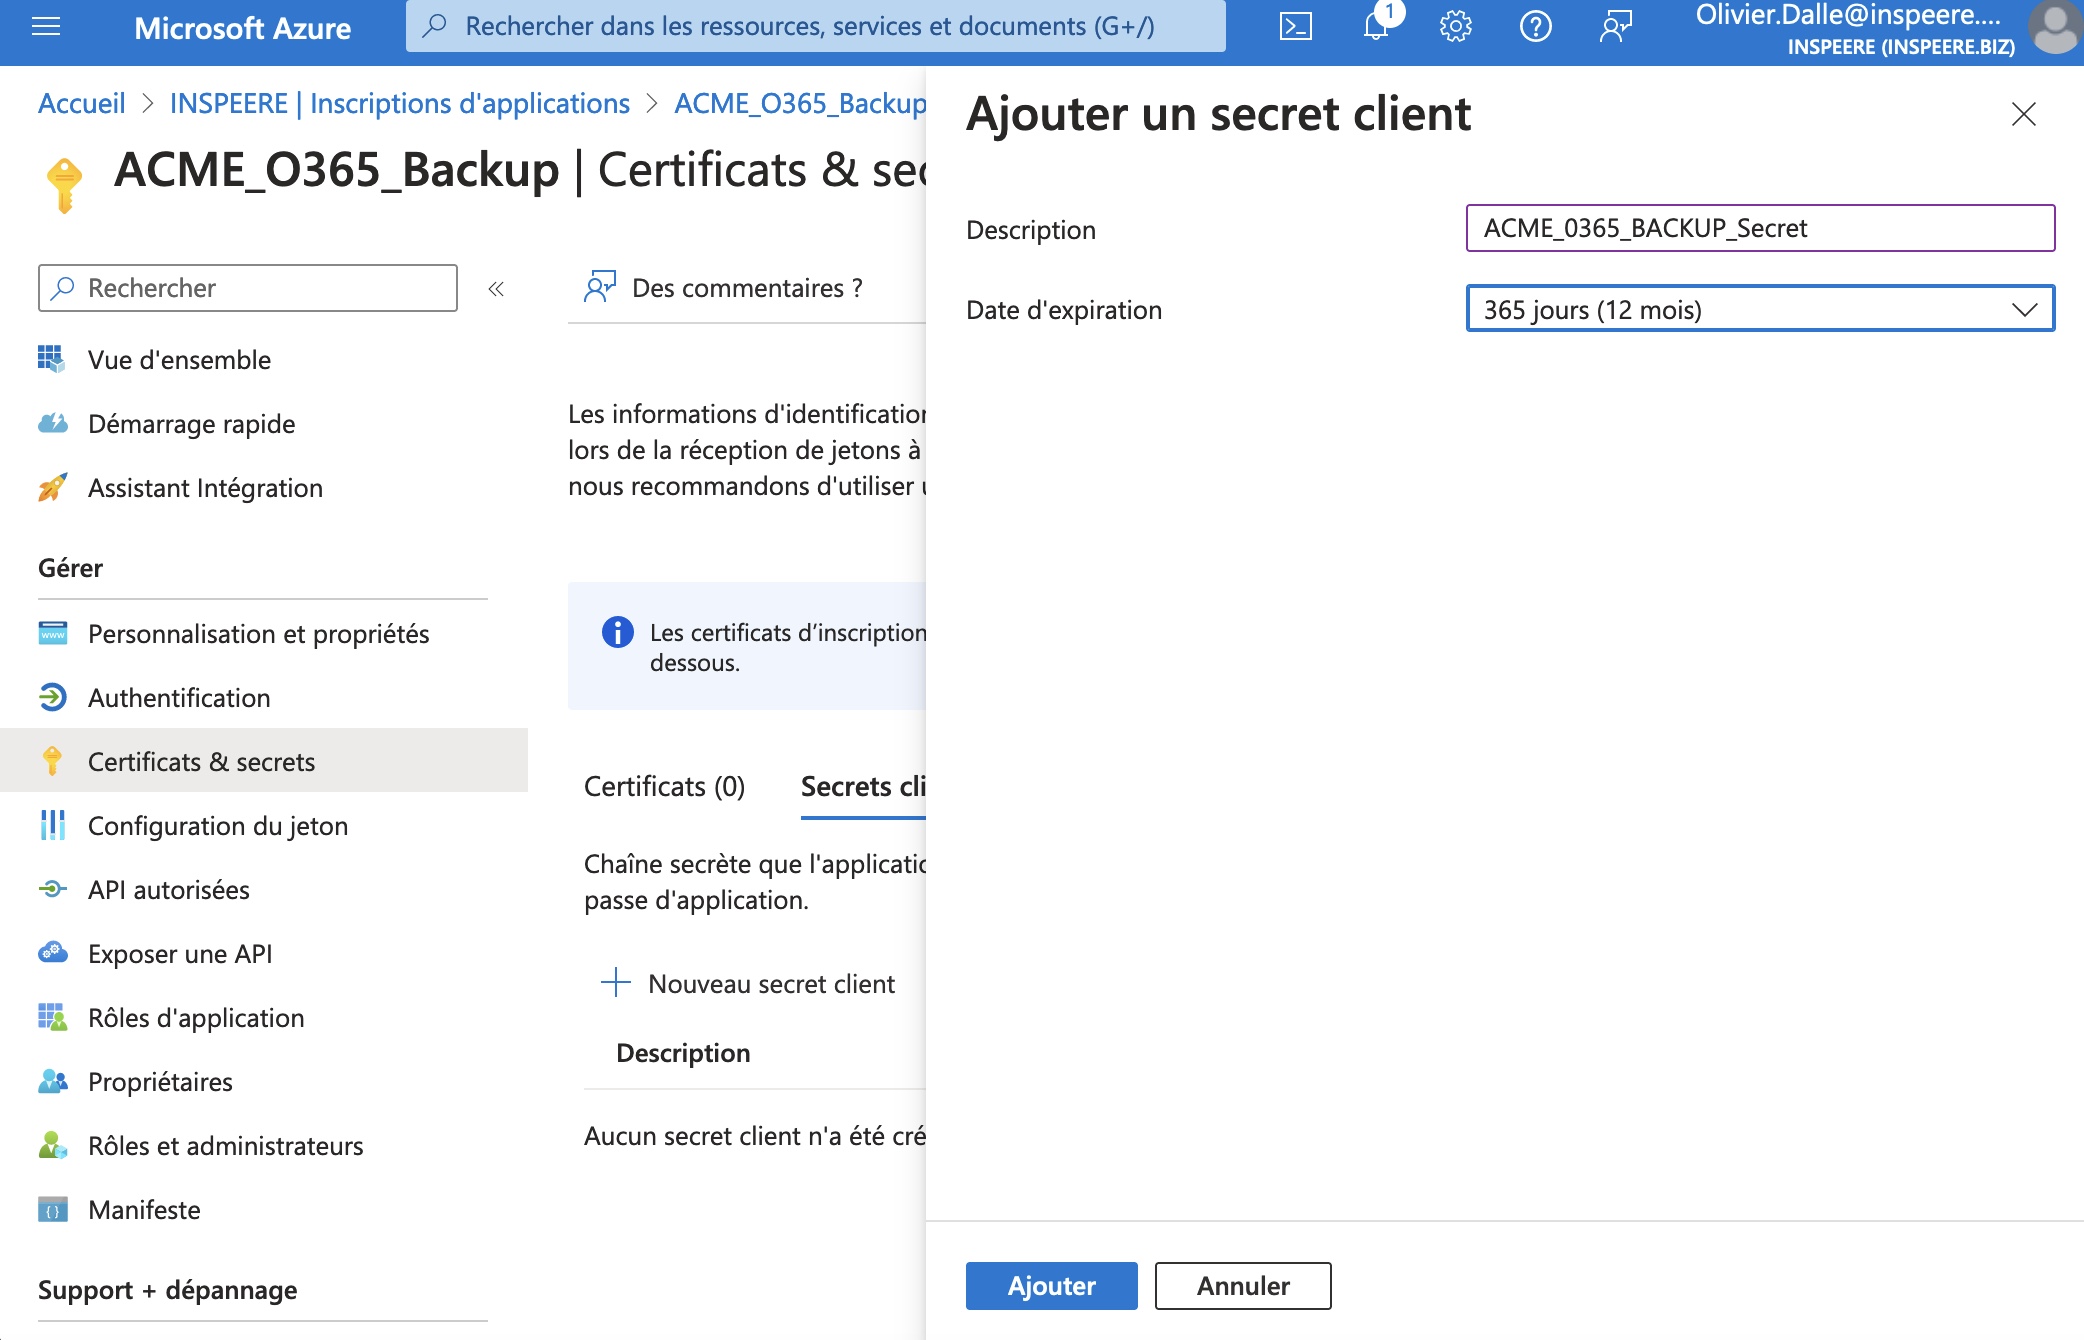 Microsoft Azure
Rechercher dans les ressources, services et documents (G+/)
1
Olivier.Dalle@inspeere....
INSPEERE (INSPEERE.BIZ)
Accueil > INSPEERE | Inscriptions d'applications > ACME_O365_Backup
ACME_O365_Backup | Certificats & sec
Rechercher
«
Vue d'ensemble
Démarrage rapide
Assistant Intégration
Gérer
Personnalisation et propriétés
Authentification
Certificats & secrets
Configuration du jeton
API autorisées
Exposer une API
Rôles d'application
Propriétaires
Rôles et administrateurs
Manifeste
Support + dépannage
Des commentaires ?
Les informations d'identification
lors de la réception de jetons à
nous recommandons d'utiliser
Les certificats d’inscription
dessous.
Certificats (0)
Secrets cli
Chaîne secrète que l'applicatio
passe d'application.
Nouveau secret client
Description
Aucun secret client n'a été cré
Ajouter un secret client
Description
ACME_0365_BACKUP_Secret
Date d'expiration
365 jours (12 mois)
Ajouter
Annuler